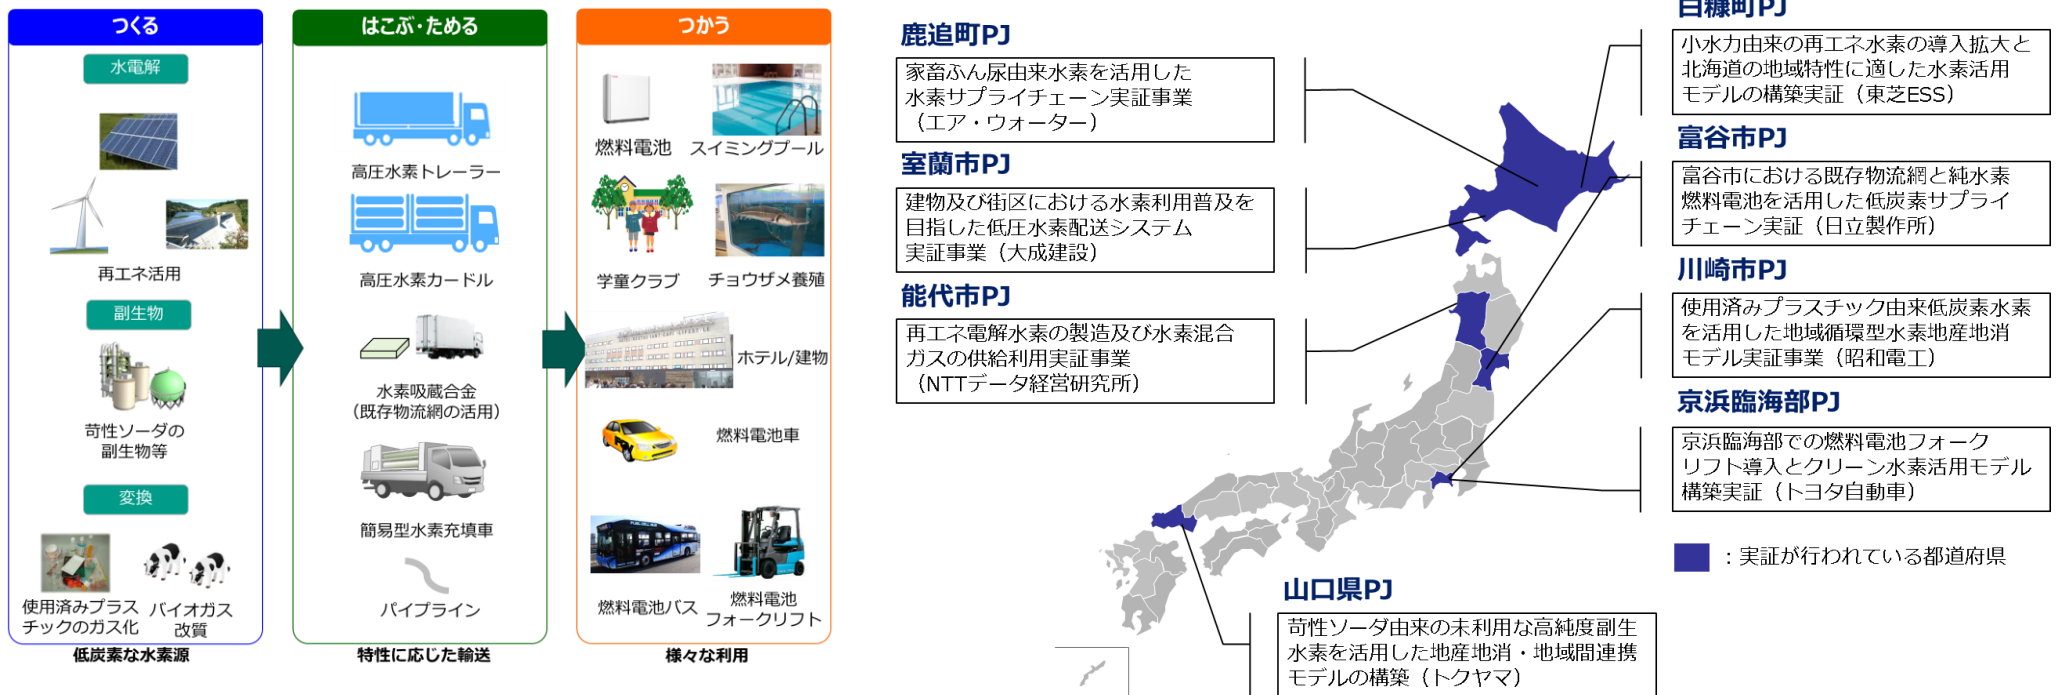 つくる
水電解
再エネ活用
副生物
苛性ソーダの
副生物等
変換
使用済みプラス
チックのガス化
バイオガス
改質
低炭素な水素源
はこぶ・ためる
高圧水素トレーラー
高圧水素カードル
水素吸蔵合金
（既存物流網の活用）
簡易型水素充填車
パイプライン
特性に応じた輸送
つかう
燃料電池
スイミングプール
学童クラブ
チョウザメ養殖
ホテル/建物
燃料電池車
燃料電池バス
燃料電池
フォークリフト
様々な利用
鹿追町PJ
家畜ふん尿由来水素を活用した
水素サプライチェーン実証事業
（エア・ウォーター）
室蘭市PJ
建物及び街区における水素利用普及を
目指した低圧水素配送システム
実証事業（大成建設）
能代市PJ
再エネ電解水素の製造及び水素混合
ガスの供給利用実証事業
（NTTデータ経営研究所）
白糠町PJ
小水力由来の再エネ水素の導入拡大と
北海道の地域特性に適した水素活用
モデルの構築実証（東芝ESS）
富谷市PJ
富谷市における既存物流網と純水素
燃料電池を活用した低炭素サプライ
チェーン実証（日立製作所）
川崎市PJ
使用済みプラスチック由来低炭素水素
を活用した地域循環型水素地産地消
モデル実証事業（昭和電工）
京浜臨海部PJ
京浜臨海部での燃料電池フォーク
リフト導入とクリーン水素活用モデル
構築実証（トヨタ自動車）
：実証が行われている都道府県
山口県PJ
苛性ソーダ由来の未利用な高純度副生
水素を活用した地産地消・地域間連携
モデルの構築（トクヤマ）